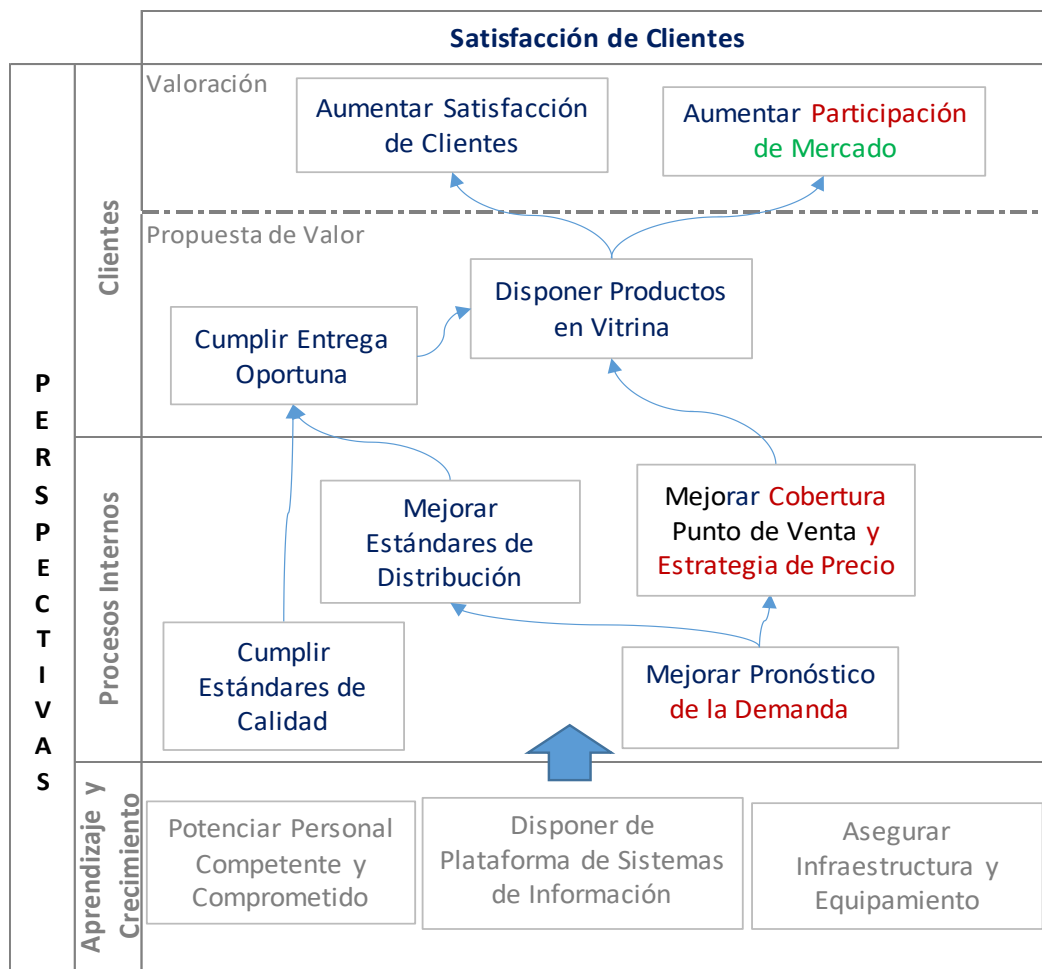 Satisfacción de Clientes
PERSPECTIVAS
Clientes
Valoración
Aumentar Satisfacción
de Clientes
Aumentar Participación
de Mercado
Propuesta de Valor
Disponer Productos
en Vitrina
Cumplir Entrega
Oportuna
Procesos Internos
Mejorar
Estándares de
Distribución
Mejorar Cobertura
Punto de Venta y
Estrategia de Precio
Cumplir
Estándares de
Calidad
Mejorar Pronóstico
de la Demanda
Aprendizaje y
Crecimiento
Potenciar Personal
Competente y
Comprometido
Disponer de
Plataforma de Sistemas
de Información
Asegurar
Infraestructura y
Equipamiento